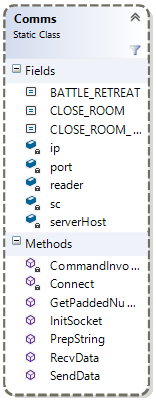 Comms
Static Class
Fields
BATTLE_RETREAT
CLOSE_ROOM
CLOSE_ROOM_ ...
ip
port
reader
sc
serverHost
Methods
CommandInvo ...
Connect
GetPaddedNu ...
InitSocket
PrepString
RecvData
SendData